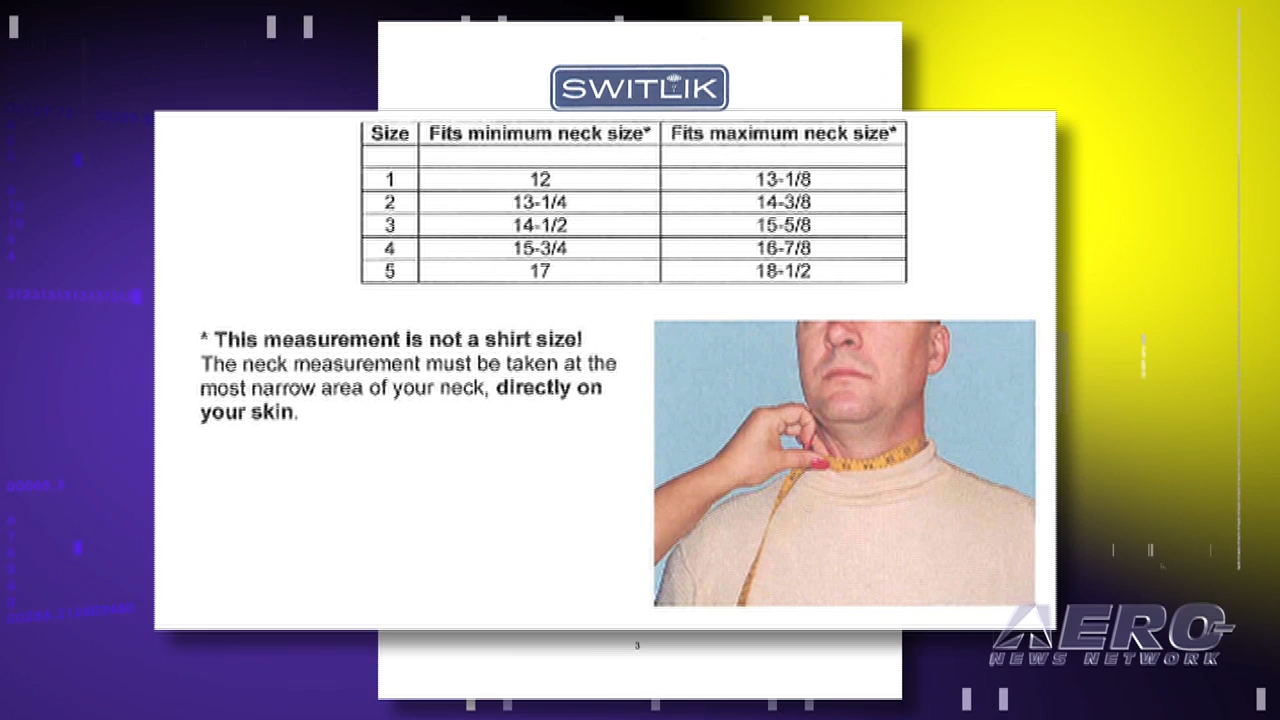 SWITLIK
Size Fits minimum neck size* Fits maximum neck size*
1 12 13-1/8
2 13-1/4 14-3/8
3 14-1/2 15-5/8
4 15-3/4 16-7/8
5 17 18-1/2
* This measurement is not a shirt size!
The neck measurement must be taken at the
most narrow area of your neck, directly on
your skin.
3
AERO
NEWS NETWORK